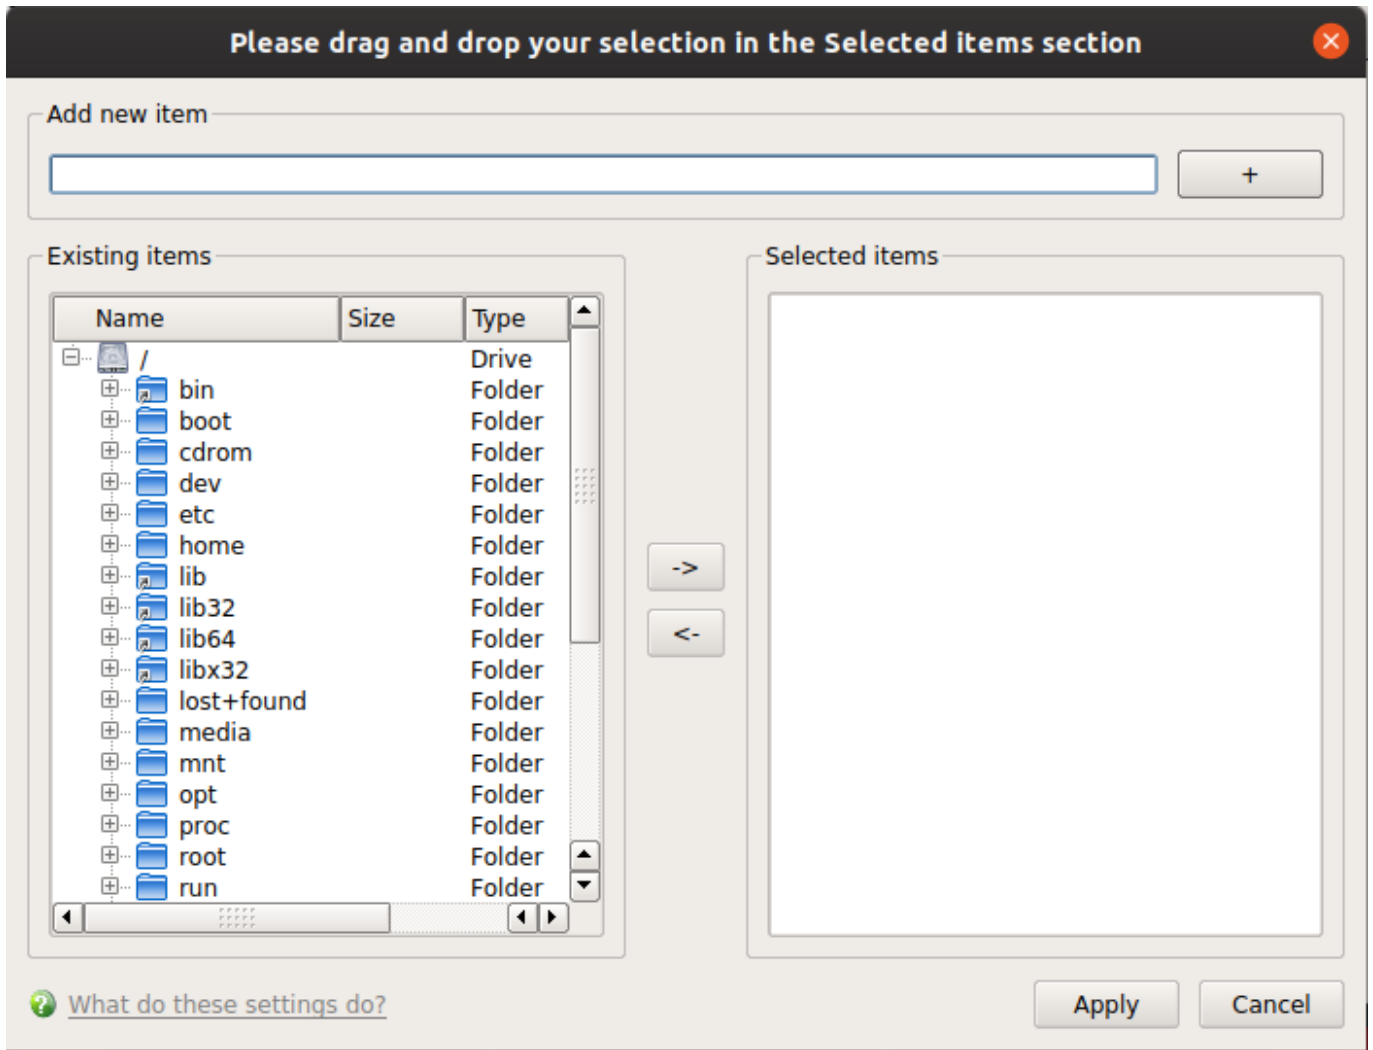 Please drag and drop your selection in the Selected items section
Add new item
+
Existing items
Selected items
Name Size Type
/ Drive
bin Folder
boot Folder
cdrom Folder
dev Folder
etc Folder
home Folder
lib Folder
lib32 Folder
lib64 Folder
libx32 Folder
lost+found Folder
media Folder
mnt Folder
opt Folder
proc Folder
root Folder
run Folder
->
<-
What do these settings do?
Apply
Cancel